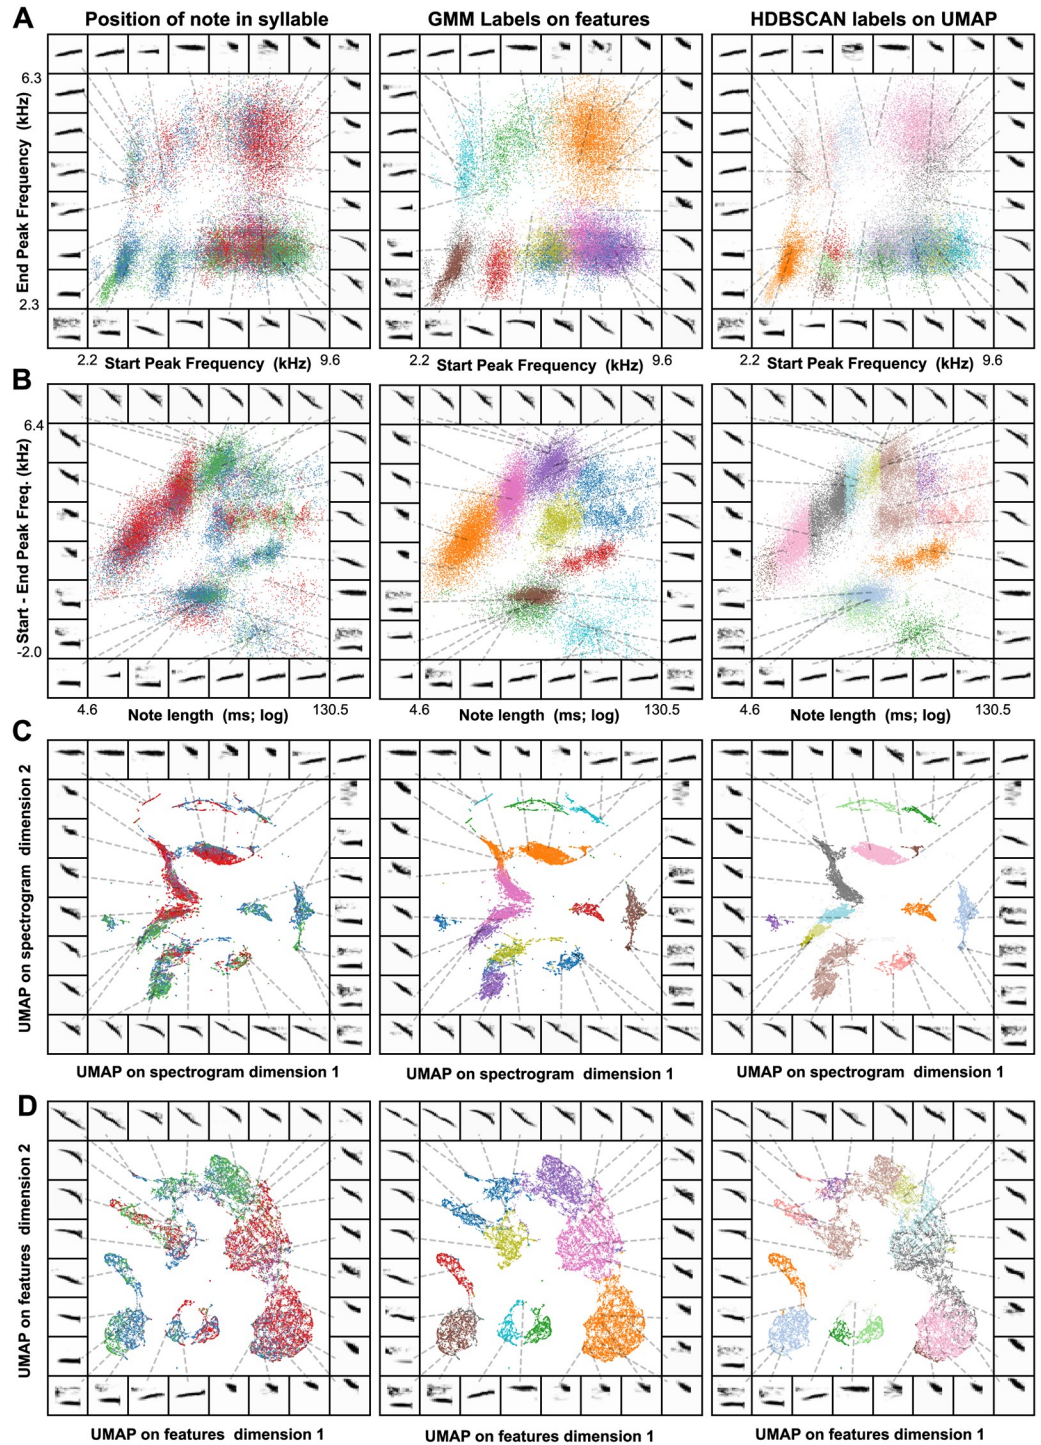 A
Position of note in syllable
GMM Labels on features
HDBSCAN labels on UMAP
6.3
End Peak Frequency (kHz)
2.3
2.2 Start Peak Frequency (kHz) 9.6
2.2 Start Peak Frequency (kHz) 9.6
2.2 Start Peak Frequency (kHz) 9.6
B
6.4
Start - End Peak Freq. (kHz)
-2.0
4.6 Note length (ms; log) 130.5
4.6 Note length (ms; log) 130.5
4.6 Note length (ms; log) 130.5
C
UMAP on spectrogram dimension 2
UMAP on spectrogram dimension 1
UMAP on spectrogram dimension 1
UMAP on spectrogram dimension 1
D
UMAP on features dimension 2
UMAP on features dimension 1
UMAP on features dimension 1
UMAP on features dimension 1